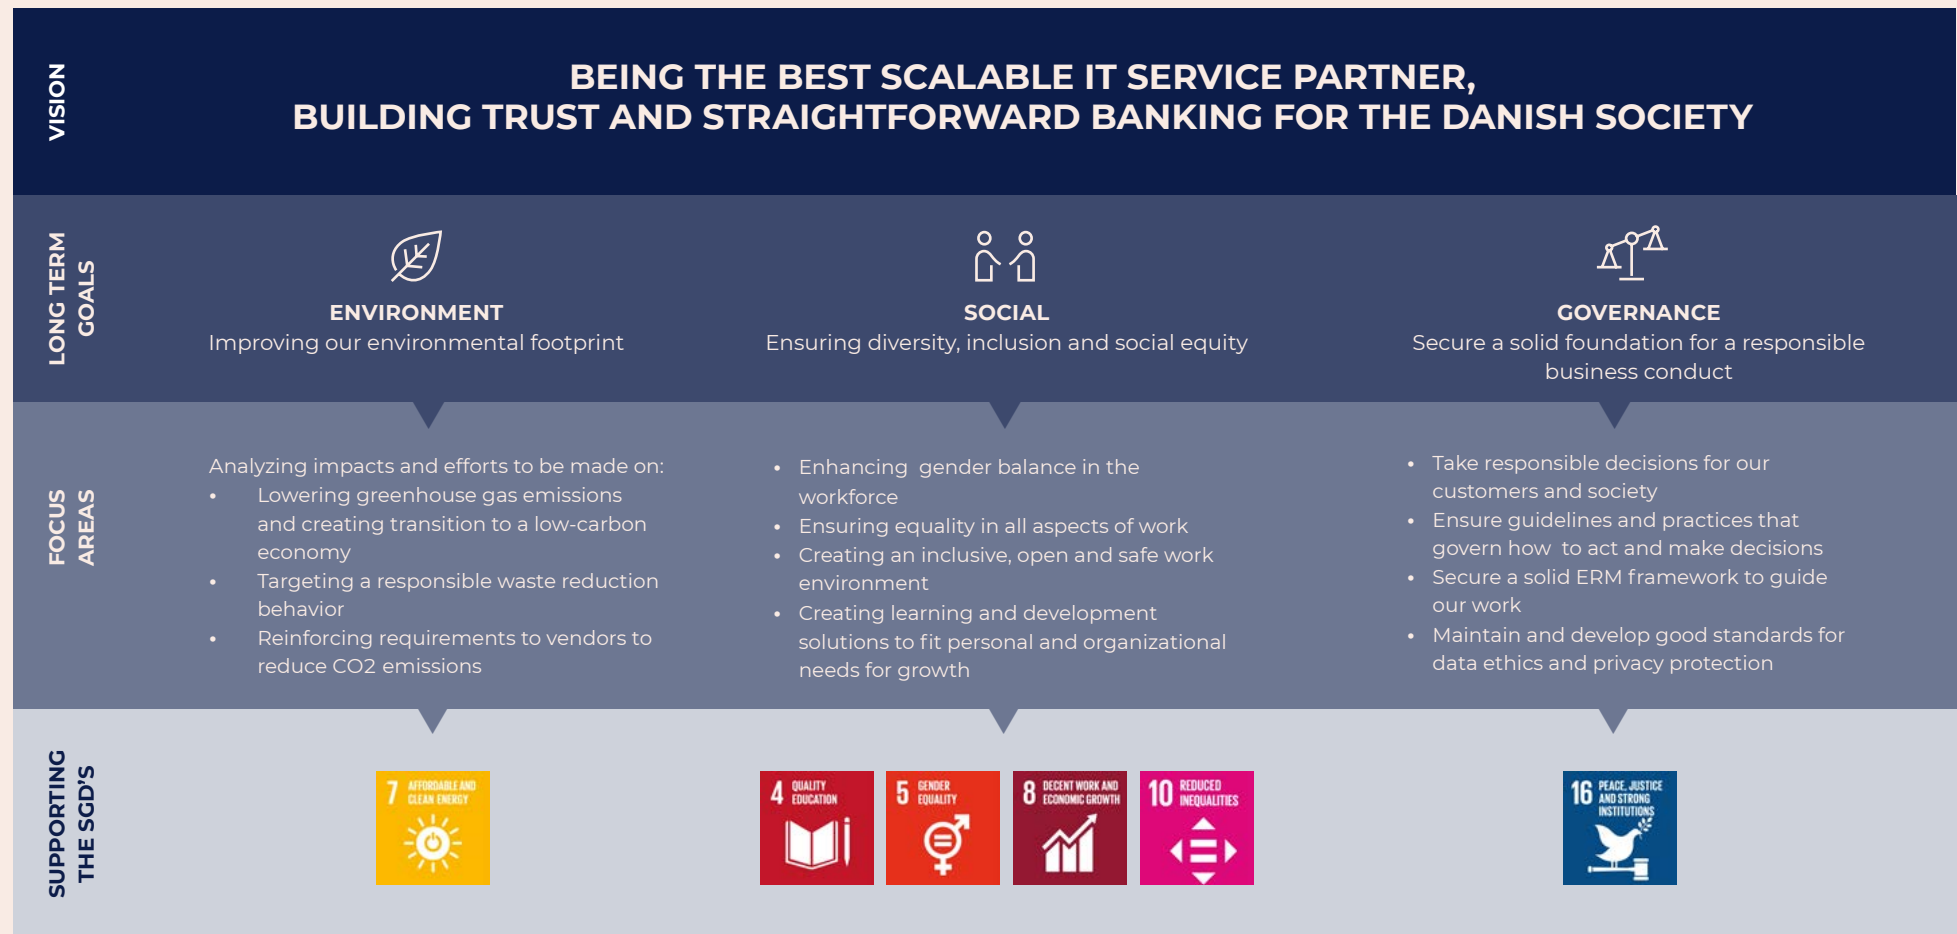 VISION
BEING THE BEST SCALABLE IT SERVICE PARTNER,
BUILDING TRUST AND STRAIGHTFORWARD BANKING FOR THE DANISH SOCIETY
LONG TERM
GOALS
ENVIRONMENT
Improving our environmental footprint
SOCIAL
Ensuring diversity, inclusion and social equity
GOVERNANCE
Secure a solid foundation for a responsible
business conduct
FOCUS
AREAS
Analyzing impacts and efforts to be made on:
• Lowering greenhouse gas emissions
and creating transition to a low-carbon
economy
• Targeting a responsible waste reduction
behavior
• Reinforcing requirements to vendors to
reduce CO2 emissions
• Enhancing gender balance in the
workforce
• Ensuring equality in all aspects of work
• Creating an inclusive, open and safe work
environment
• Creating learning and development
solutions to fit personal and organizational
needs for growth
• Take responsible decisions for our
customers and society
• Ensure guidelines and practices that
govern how to act and make decisions
• Secure a solid ERM framework to guide
our work
• Maintain and develop good standards for
data ethics and privacy protection
SUPPORTING
THE SGD'S
7 AFFORDABLE AND
CLEAN ENERGY
4 QUALITY
EDUCATION
5 GENDER
EQUALITY
8 DECENT WORK AND
ECONOMIC GROWTH
10 REDUCED
INEQUALITIES
16 PEACE, JUSTICE
AND STRONG
INSTITUTIONS